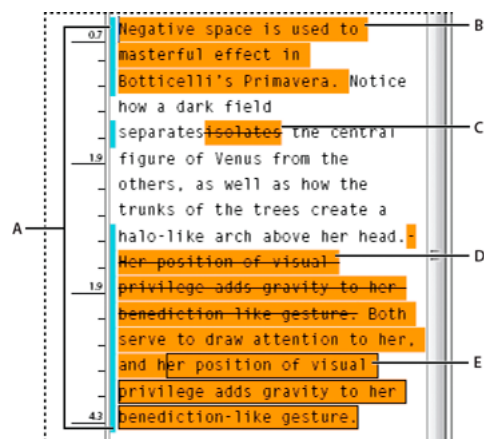 B
0.7
Negative space is used to
masterful effect in
Botticelli's Primavera. Notice
how a dark field
separatesisolates the central
C
1.9
figure of Venus from the
others, as well as how the
trunks of the trees create a
A
halo-like arch above her head.-
Her position of visual
D
1.9
privilege adds gravity to her
benediction like gesture. Both
serve to draw attention to her,
and her position of visual
E
privilege adds gravity to her
4.3
benediction-like gesture.